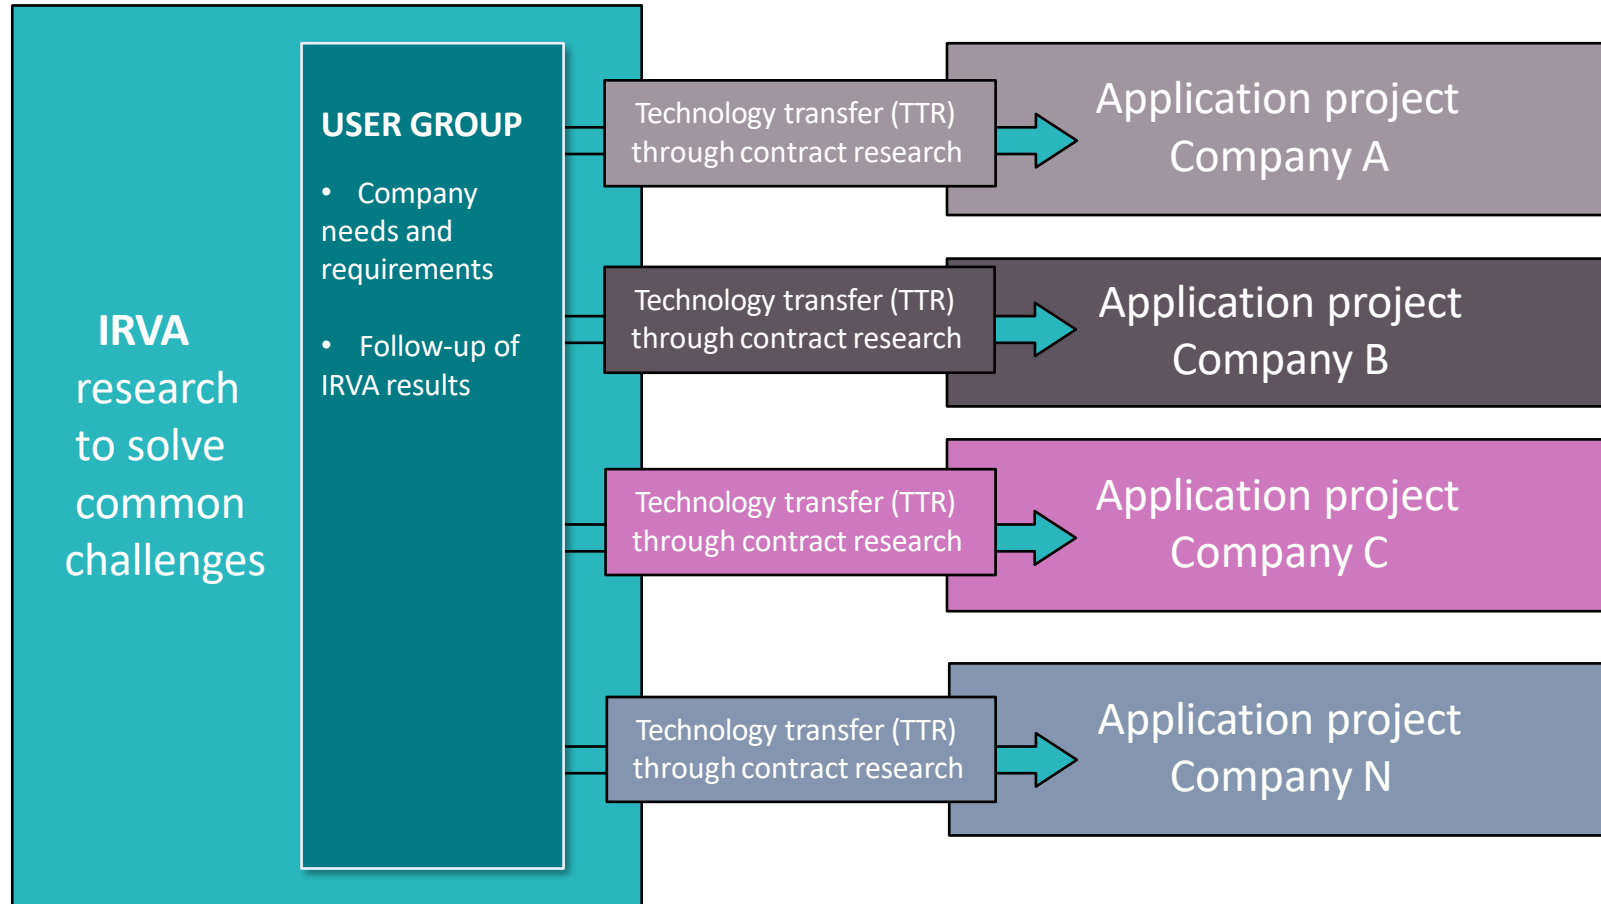 IRVA
research
to solve
common
challenges
USER GROUP
• Company
needs and
requirements
• Follow-up of
IRVA results
Technology transfer (TTR)
through contract research
Application project
Company A
Technology transfer (TTR)
through contract research
Application project
Company B
Technology transfer (TTR)
through contract research
Application project
Company C
Technology transfer (TTR)
through contract research
Application project
Company N